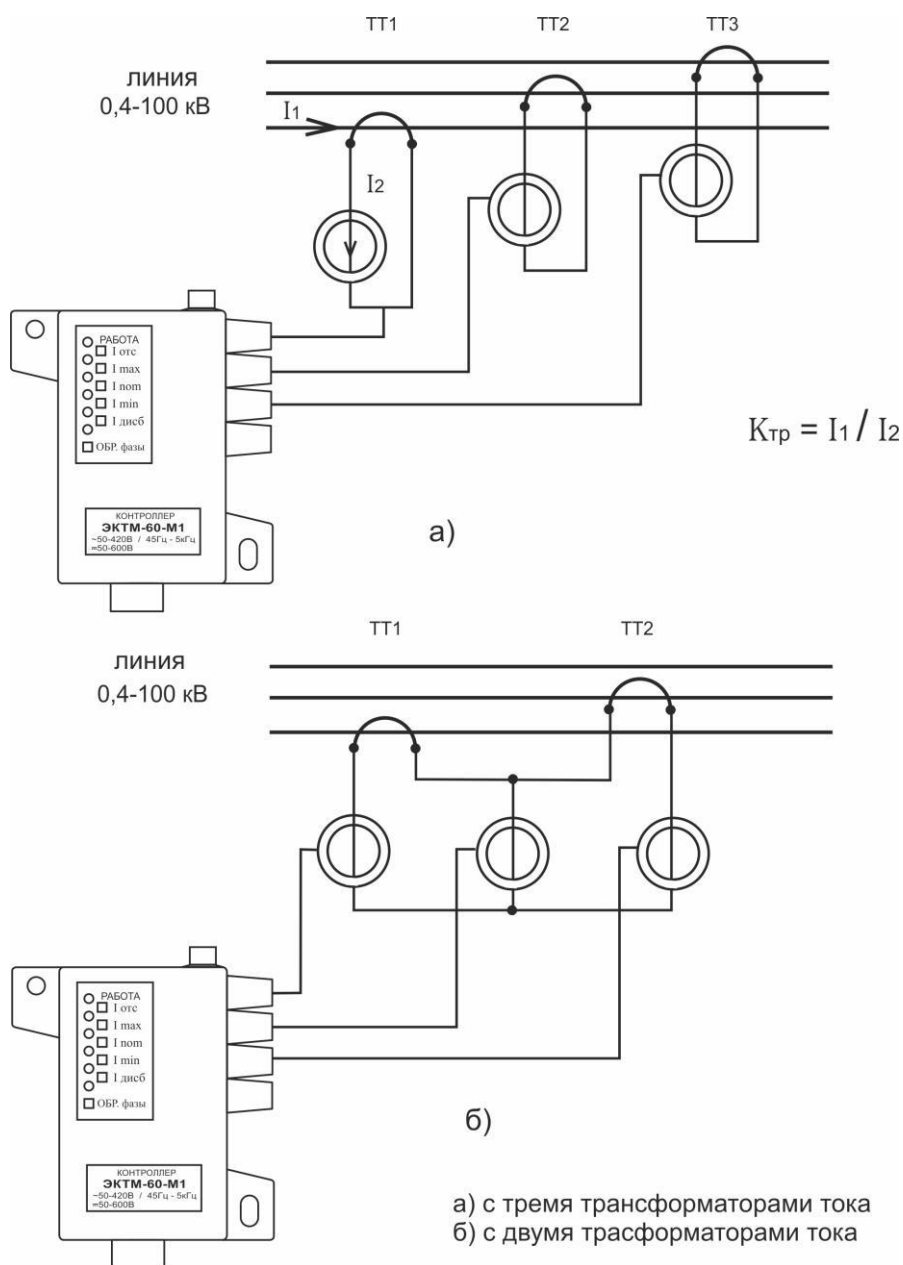 ТТ1 ТТ2 ТТ3
ЛИНИЯ
0,4-100 кВ
I1
I2
РАБОТА
I отс
I max
I nom
I min
I дисб
ОБР. фазы
Kтр = I1 / I2
КОНТРОЛЛЕР
ЭКТМ-60-М1
~50-420В / 45Гц - 5кГц
=50-600В
а)
ТТ1 ТТ2
ЛИНИЯ
0,4-100 кВ
РАБОТА
I отс
I max
I nom
I min
I дисб
ОБР. фазы
б)
КОНТРОЛЛЕР
ЭКТМ-60-М1
~50-420В / 45Гц - 5кГц
=50-600В
а) с тремя трансформаторами тока
б) с двумя трасформаторами тока